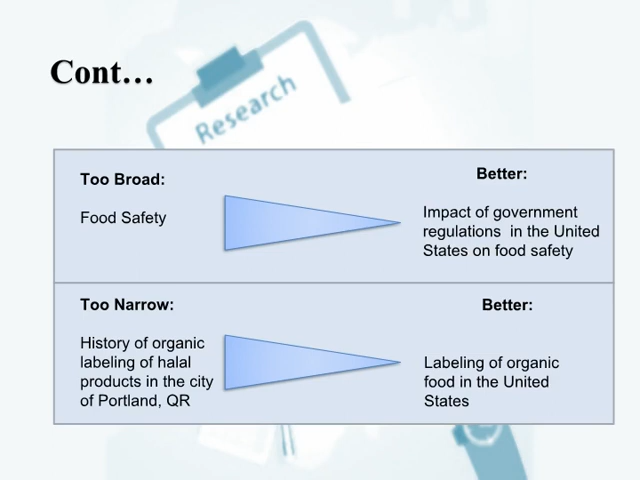 Cont…
Research
Too Broad:
Food Safety
Better:
Impact of government
regulations in the United
States on food safety
Too Narrow:
History of organic
labeling of halal
products in the city
of Portland, QR
Better:
Labeling of organic
food in the United
States